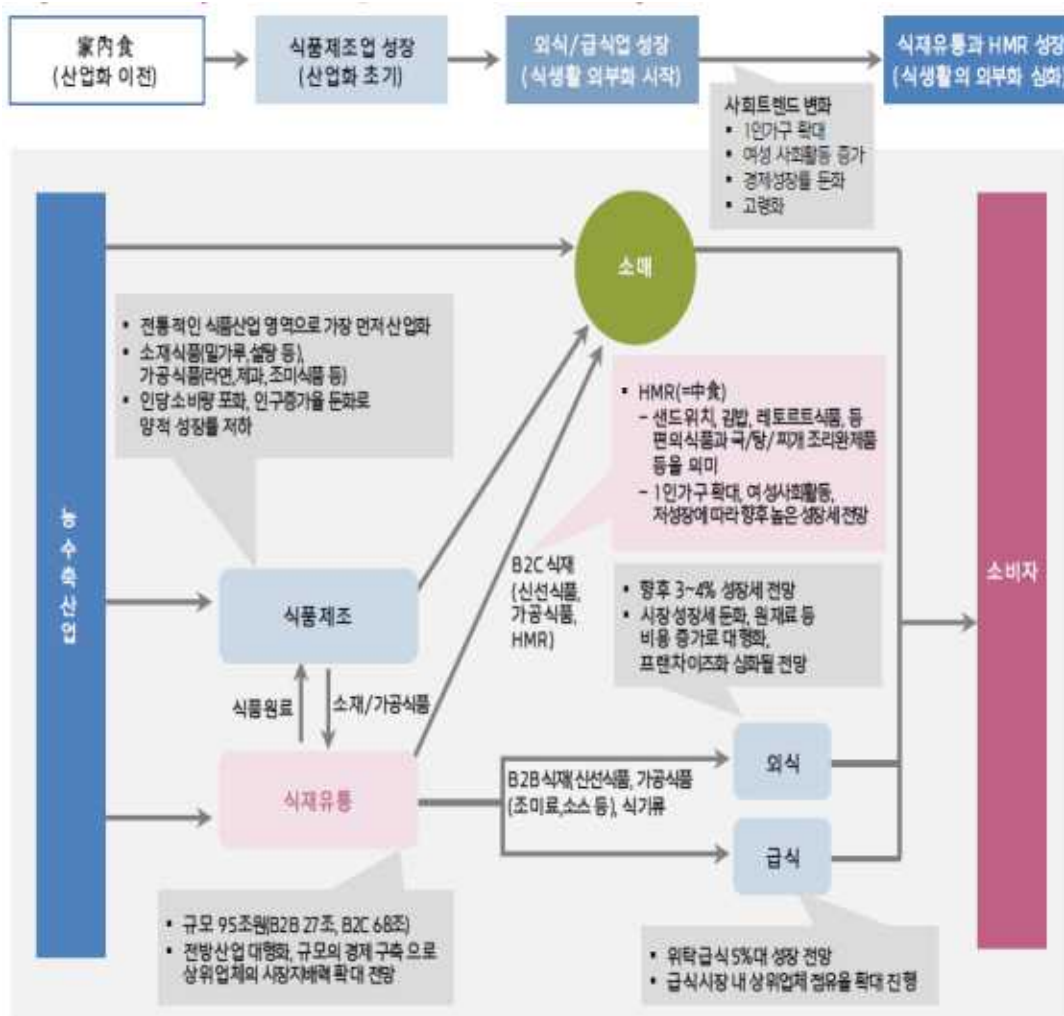 家內食
(산업화 이전)
식품제조업 성장
(산업화 초기)
외식/급식업 성장
(식생활 외부화 시작)
식재유통과 HMR 성장
(식생활의 외부화 심화)
사회트렌드 변화
▪ 1인가구 확대
▪ 여성 사회활동 증가
▪ 경제성장률 둔화
▪ 고령화
농수축산업
소매
• 전통적인 식품산업 영역으로 가장 먼저 산업화
• 소재식품(밀가루,설탕 등),
가공식품(라면,제과,조미식품 등)
• 인당소비량 포화, 인구증가율 둔화로
양적 성장률 저하
• HMR(=中食)
– 샌드위치, 김밥, 레토르트식품, 등
편의식품과 국/탕/찌개 조리완제품
등을 의미
– 1인가구 확대, 여성사회활동,
저성장에 따라 향후 높은 성장세 전망
B2C식재
(신선식품,
가공식품,
HMR)
소비자
식품제조
• 향후 3~4% 성장세 전망
• 시장성장세 둔화, 원재료 등
비용 증가로 대형화,
프랜차이즈화 심화될 전망
식품원료
소재/가공식품
식재유통
B2B식재(신선식품, 가공식품
(조미료,소스 등), 식기류
외식
급식
• 규모 95조원(B2B 27조, B2C 68조)
• 전방산업 대형화, 규모의 경제 구축 으로
상위업체의 시장지배력 확대 전망
• 위탁급식 5%대 성장 전망
• 급식시장 내 상위업체 점유율 확대 진행